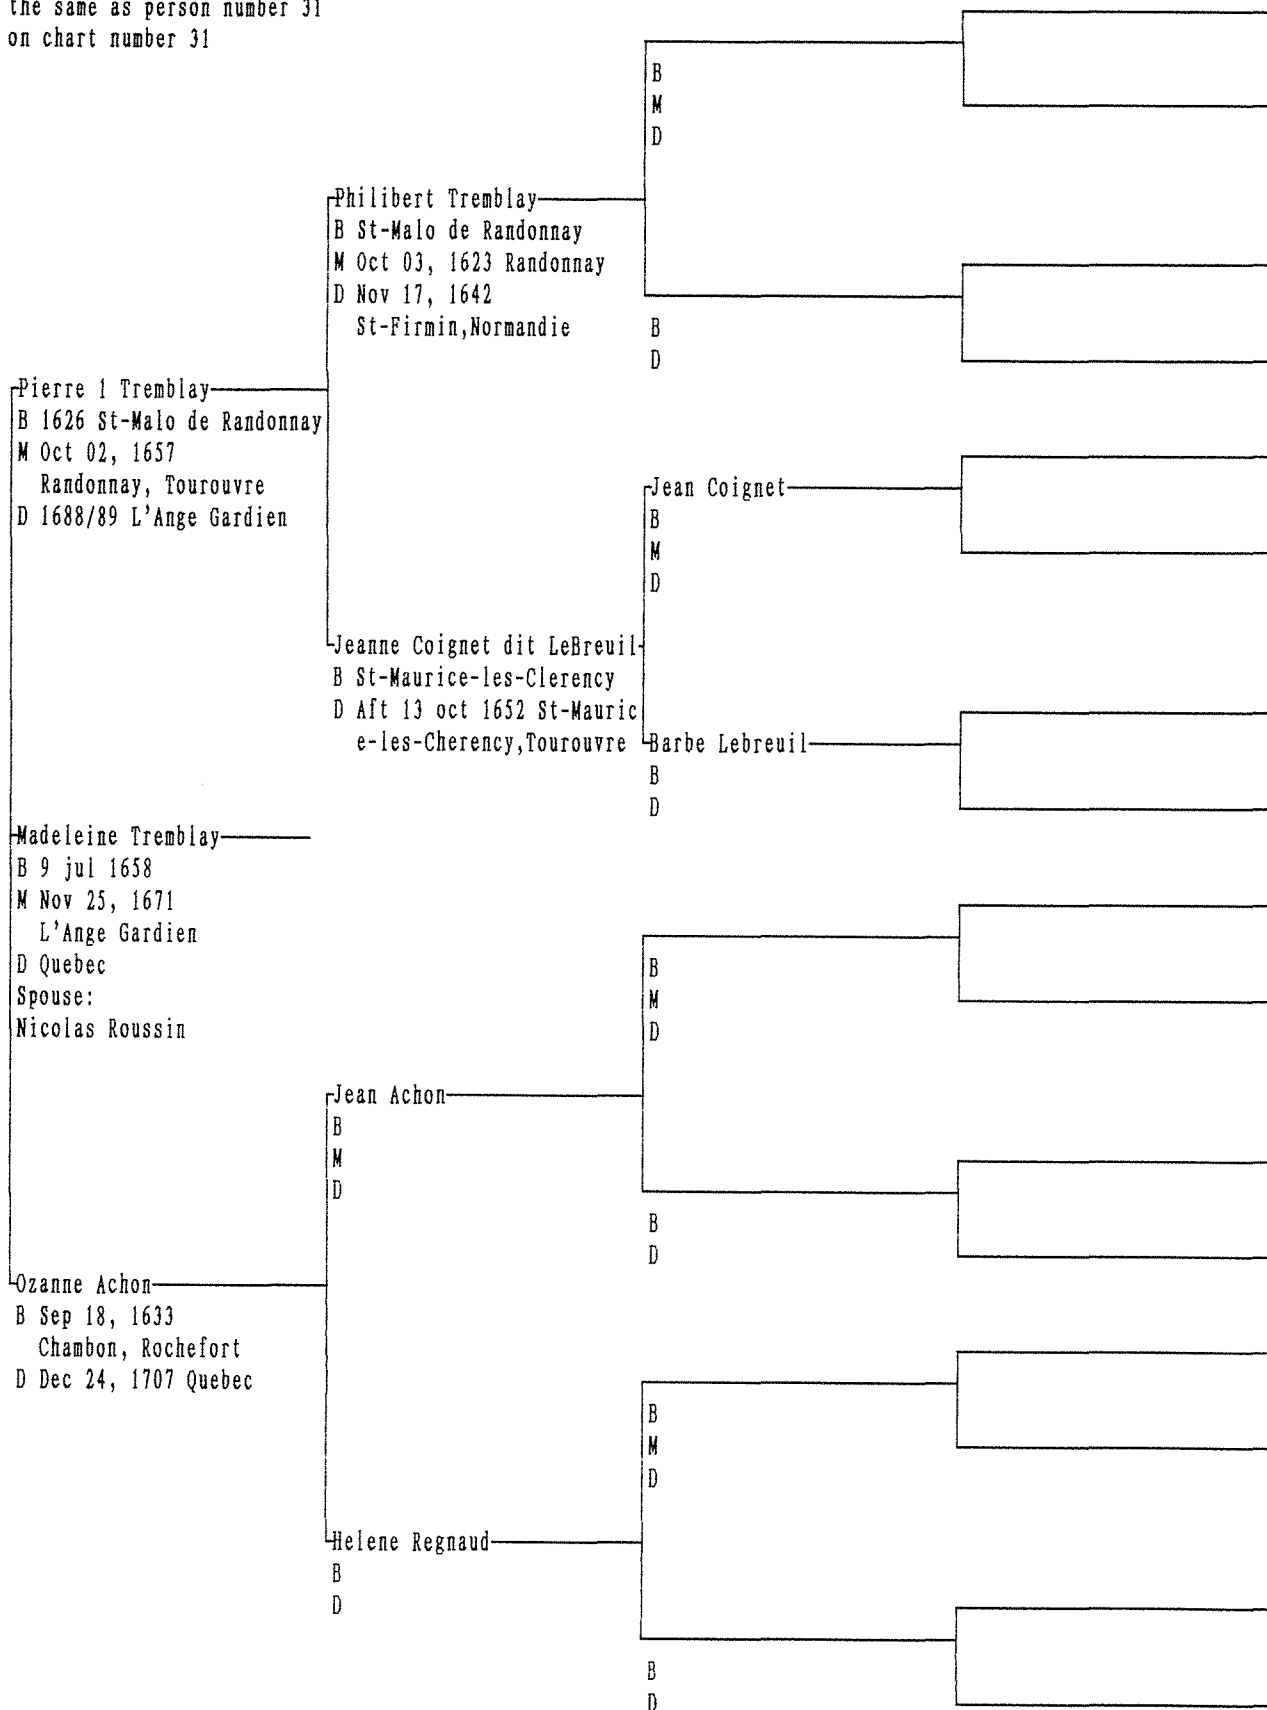 the same as person number 31
on chart number 31
B
M
D
Philibert Tremblay
B St-Malo de Randonnay
M Oct 03, 1623 Randonnay
D Nov 17, 1642
St-Firmin,Normandie
B
D
Pierre 1 Tremblay
B 1626 St-Malo de Randonnay
M Oct 02, 1657
Randonnay, Tourouvre
D 1688/89 L'Ange Gardien
Jean Coignet
B
M
D
Jeanne Coignet dit LeBreuil
B St-Maurice-les-Clerency
D Aft 13 oct 1652 St-Mauric
e-les-Cherency,Tourouvre
Barbe Lebreuil
B
D
Madeleine Tremblay
B 9 jul 1658
M Nov 25, 1671
L'Ange Gardien
D Quebec
Spouse:
Nicolas Roussin
B
M
D
Jean Achon
B
M
D
B
D
Ozanne Achon
B Sep 18, 1633
Chambon, Rochefort
D Dec 24, 1707 Quebec
B
M
D
Helene Regnaud
B
D
B
D